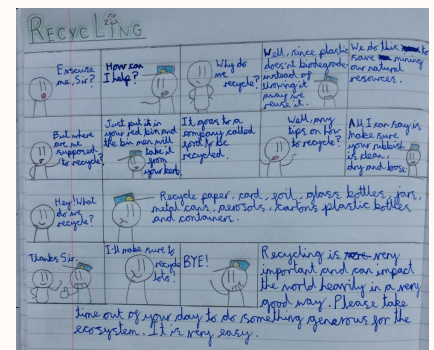 RECYCLING
Excuse
me, Sir?
How can
I help?
Why do
we
recycle?
Well, since plastic
doesn't biodegrade
instead of
throwing it
away we
reuse it.
We do this to
save mining
our natural
resources.
But where
are we
supposed
to recycle?
Just put it in
your red bin and
the bin men will
take it
from
your kerb.
It goes to a
company called
to be
recycled.
Well, any
tips on how
to recycle?
All I can say is
make sure
your rubbish
is clean,
dry and loose.
Hey! What
do we
recycle?
Recycle paper, card, foil, glass bottles, jars,
metal cans, aerosols, cartons plastic bottles
and containers.
Thanks Sir.
I'll make sure to
recycle
lots!
BYE!
Recycling is very
important and can impact
the world heavily in a very
good way. Please take
time out of your day to do something generous for the
ecosystem. It is very easy.